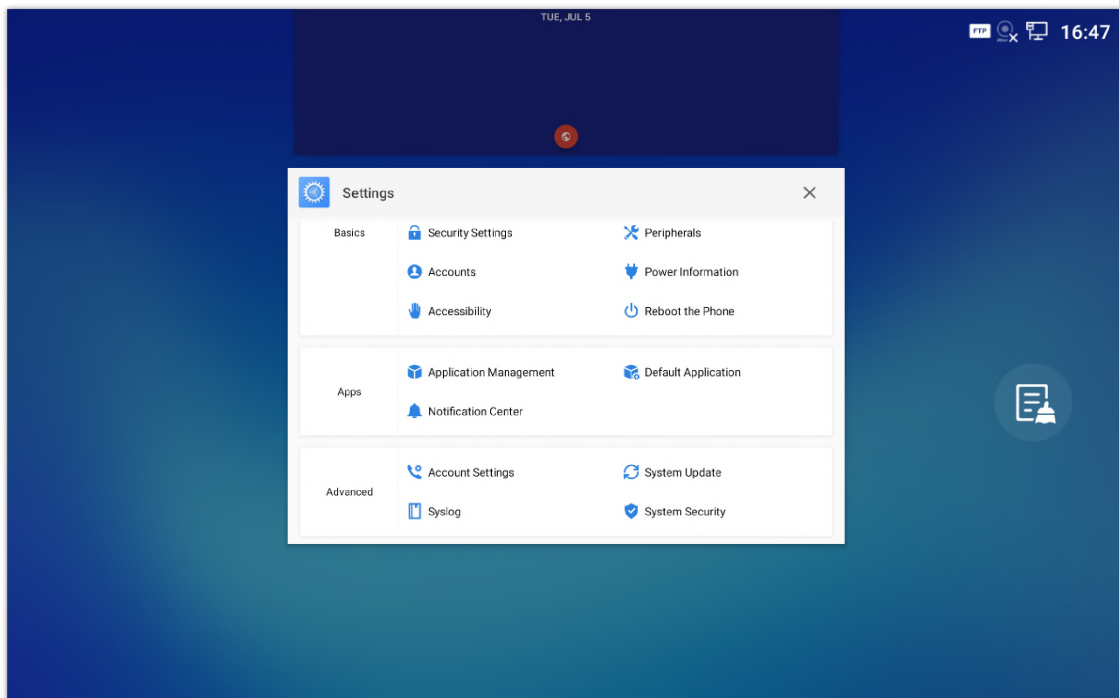 TUE, JUL 5
FTP 16:47
Settings
Basics
Security Settings
Peripherals
Accounts
Power Information
Accessibility
Reboot the Phone
Apps
Application Management
Default Application
Notification Center
Advanced
Account Settings
System Update
Syslog
System Security